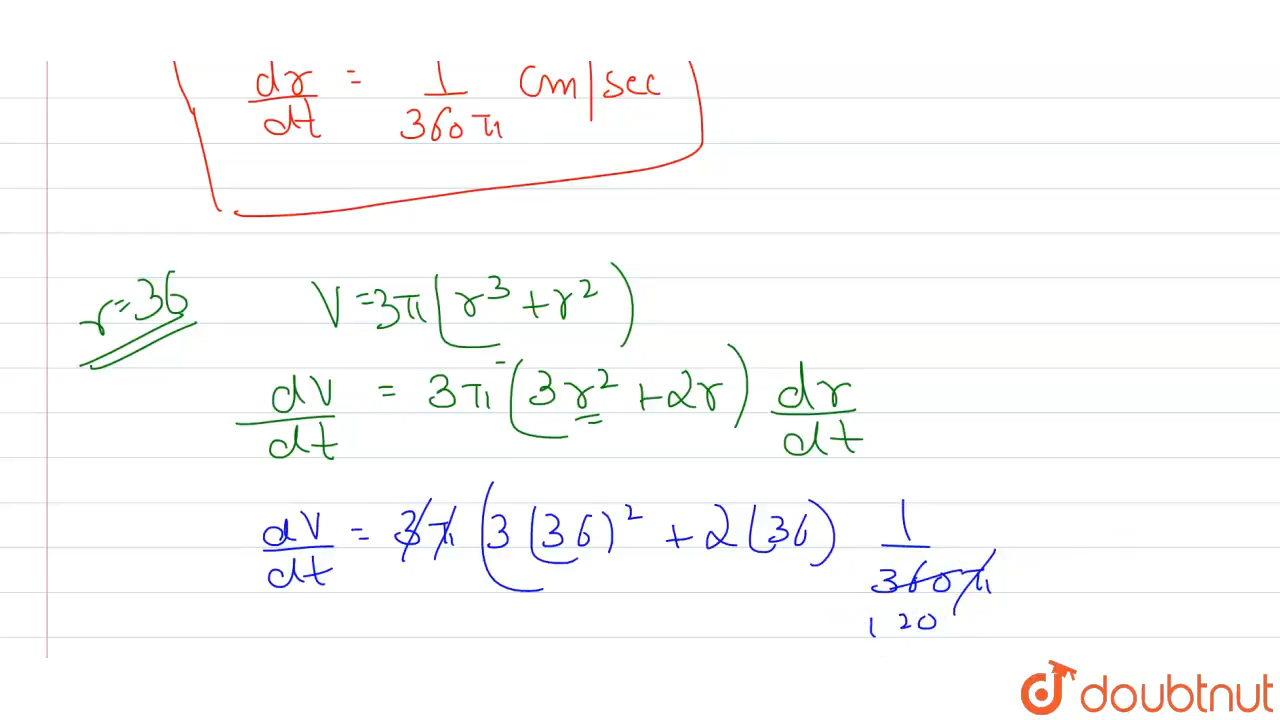 dr/dt = 1/360π cm/sec
r=36
V=3π(r³+r²)
dV/dt = 3π(3r²+2r) dr/dt
dV/dt = 3π(3(36)²+2(36)) 1/360π
120
doubtnut